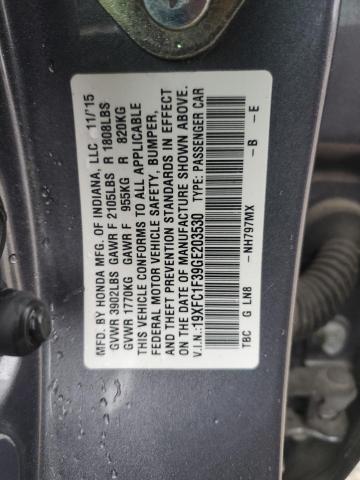 MFD. BY HONDA MFG. OF INDIANA, LLC 11/15
GVWR 3902LBS GAWR F 2105LBS R 1808LBS
GVWR 1770KG GAWR F 955KG R 820KG
THIS VEHICLE CONFORMS TO ALL APPLICABLE
FEDERAL MOTOR VEHICLE SAFETY, BUMPER,
AND THEFT PREVENTION STANDARDS IN EFFECT
ON THE DATE OF MANUFACTURE SHOWN ABOVE.
V.I.N.:19XFC1F39GE203530 TYPE: PASSENGER CAR
TBC G LN8 -NH797MX -B -E